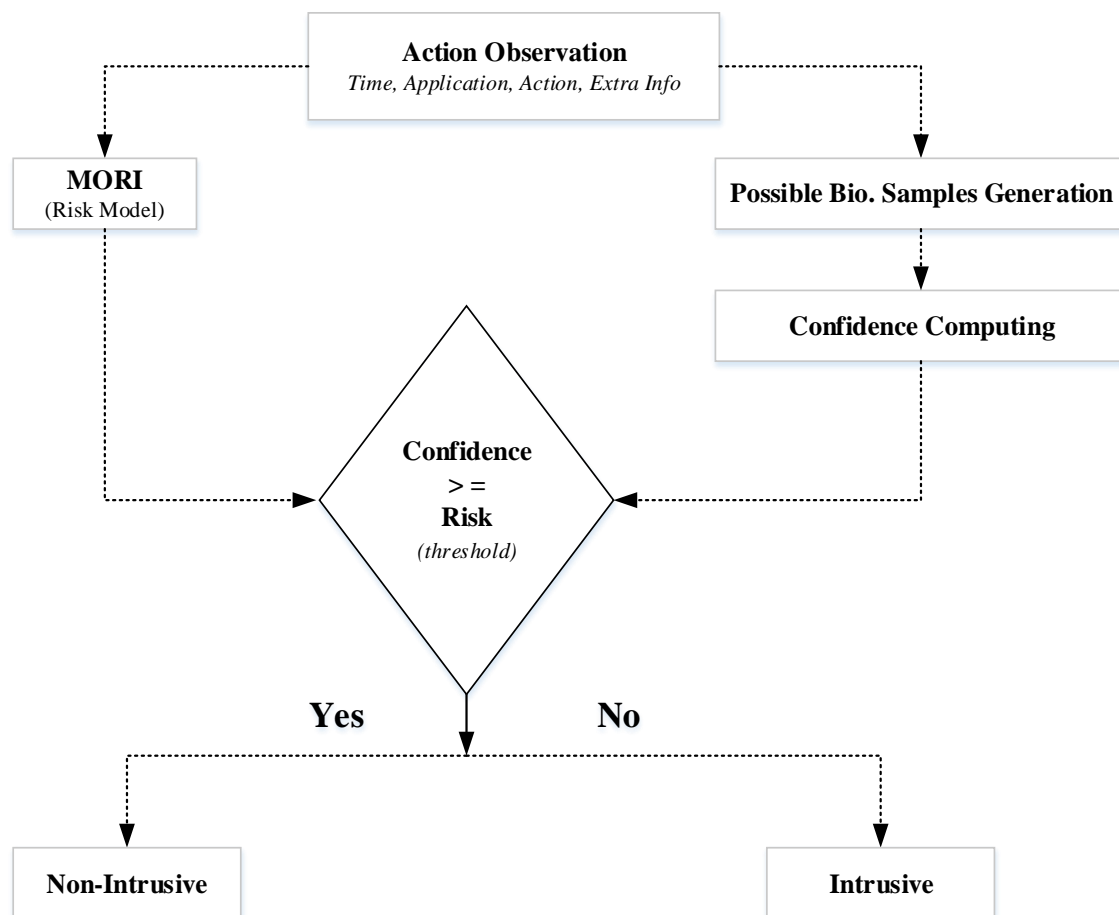 Action Observation
Time, Application, Action, Extra Info
MORI
(Risk Model)
Possible Bio. Samples Generation
Confidence Computing
Confidence
> =
Risk
(threshold)
Yes
No
Non-Intrusive
Intrusive